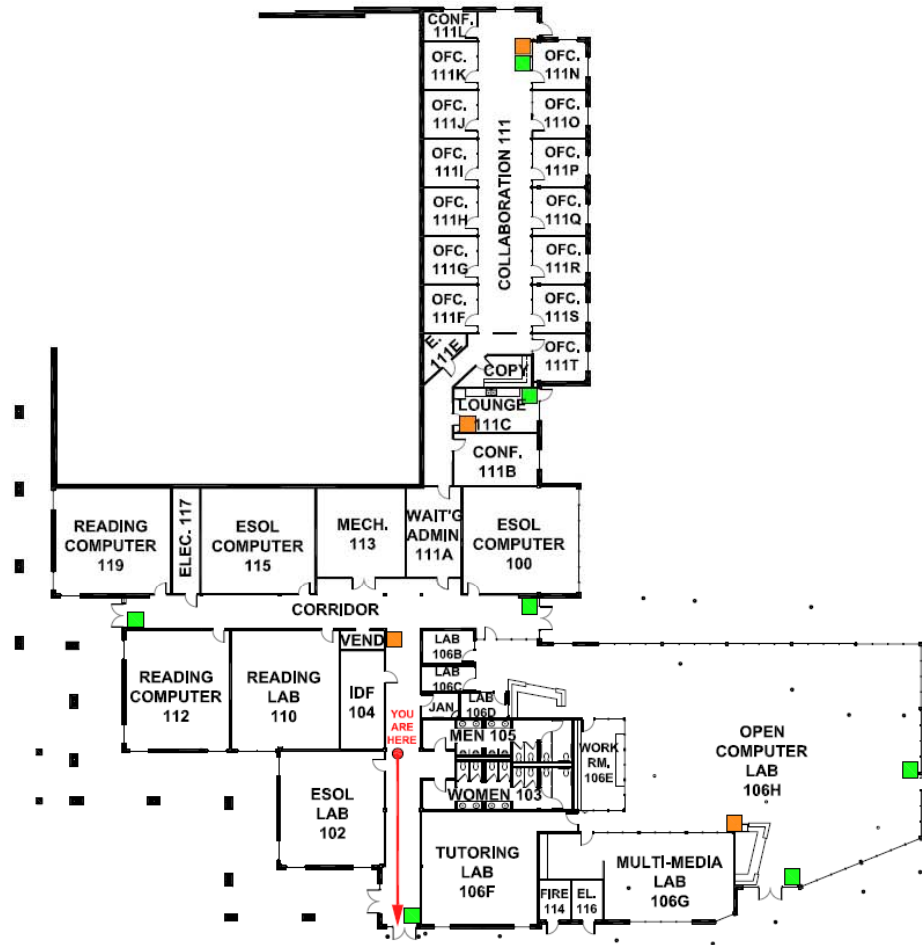 CONF.
111L
OFC.
111K
OFC.
111N
OFC.
111J
OFC.
111O
OFC.
111I
OFC.
111P
COLLABORATION 111
OFC.
111H
OFC.
111Q
OFC.
111G
OFC.
111R
OFC.
111F
OFC.
111S
E.
111E
OFC.
111T
COPY
LOUNGE
111C
CONF.
111B
READING
COMPUTER
119
ELEC. 117
ESOL
COMPUTER
115
MECH.
113
WAIT'G
ADMIN.
111A
ESOL
COMPUTER
100
CORRIDOR
VEND
LAB
106B
LAB
106C
READING
COMPUTER
112
READING
LAB
110
IDF
104
JAN
LAB
106D
YOU
ARE
HERE
MEN 105
WORK
RM.
106E
OPEN
COMPUTER
LAB
106H
WOMEN 103
ESOL
LAB
102
TUTORING
LAB
106F
MULTI-MEDIA
LAB
106G
FIRE
114
EL.
116